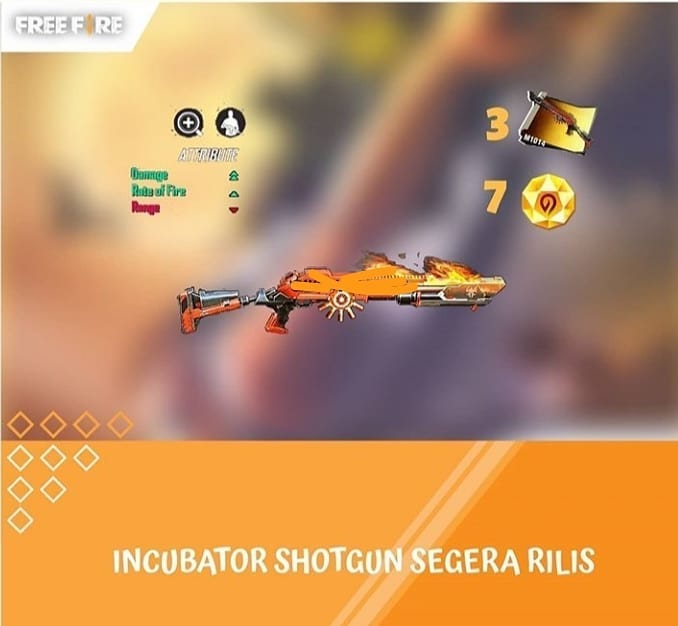 FREE FIRE
ATTRIBUTE
Damage
Rate of Fire
Range
3
M1014
7
INCUBATOR SHOTGUN SEGERA RILIS